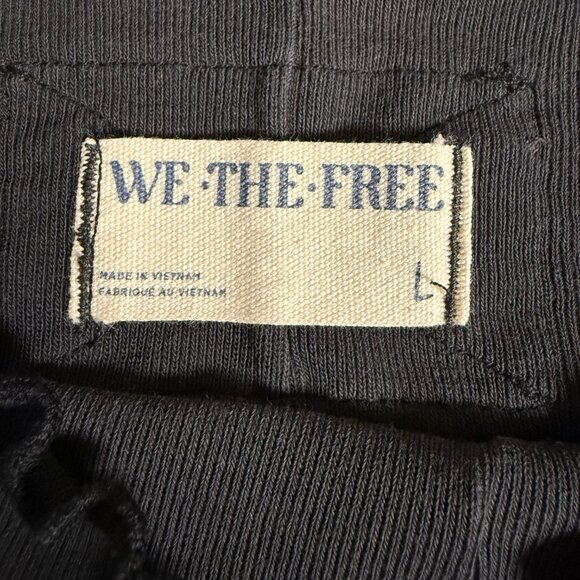 WE·THE·FREE
MADE IN VIETNAM
FABRIQUÉ AU VIETNAM
L